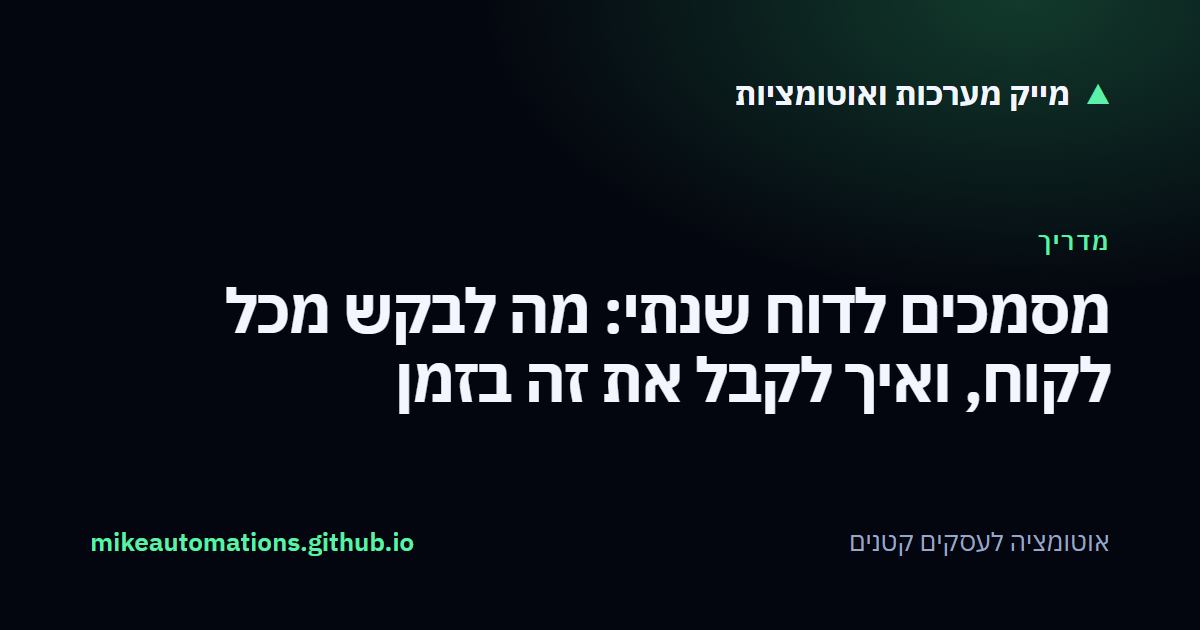 מייק מערכות ואוטומציות
מדריך
מסמכים לדוח שנתי: מה לבקש מכל
לקוח, ואיך לקבל את זה בזמן
אוטומציה לעסקים קטנים
mikeautomations.github.io